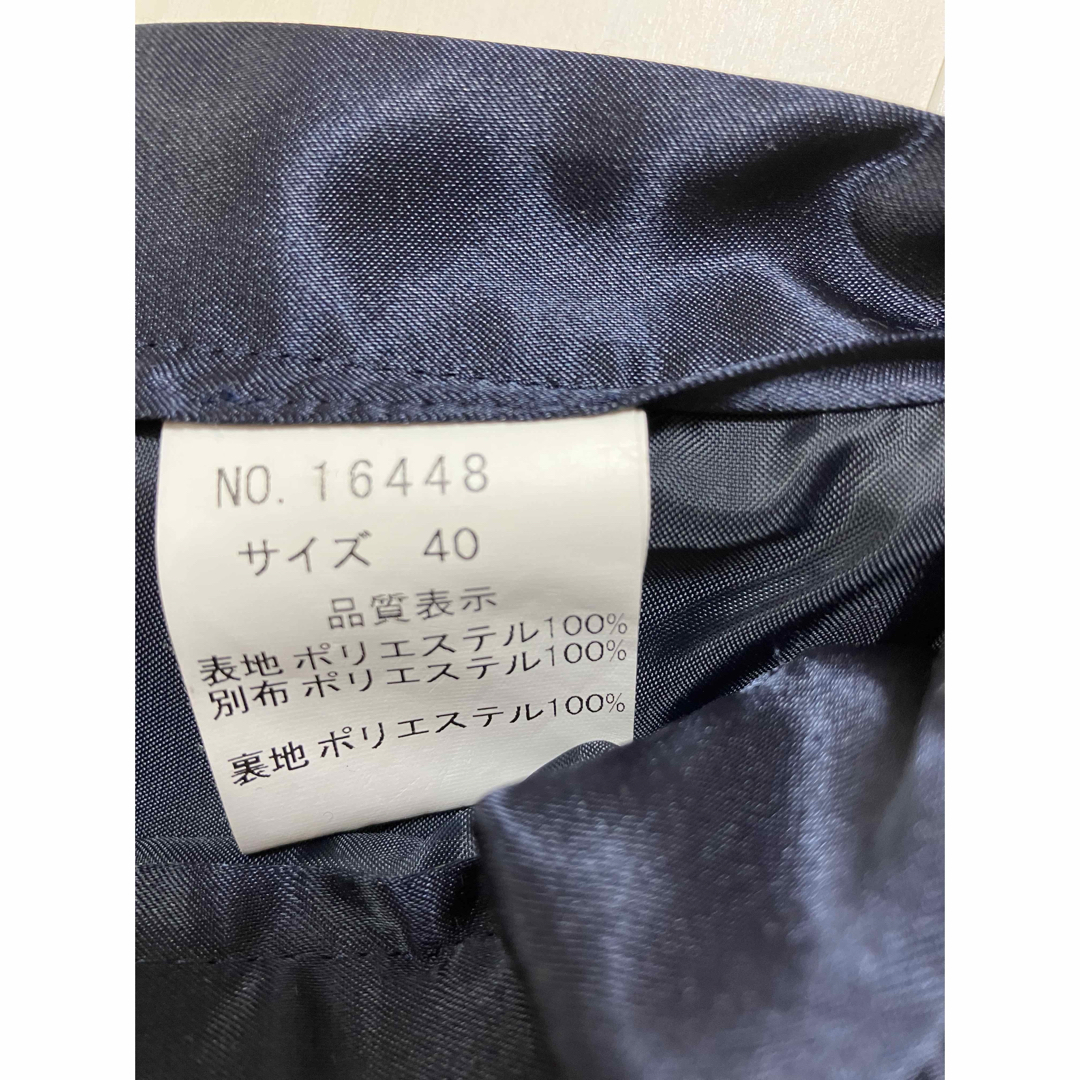 NO. 16448
サイズ 40
品質表示
表地 ポリエステル100%
別布 ポリエステル100%
裏地 ポリエステル100%